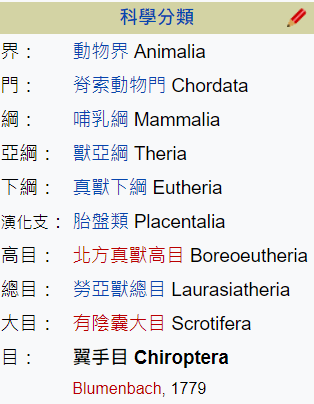 科學分類
界： 動物界 Animalia
門： 脊索動物門 Chordata
綱： 哺乳綱 Mammalia
亞綱： 獸亞綱 Theria
下綱： 真獸下綱 Eutheria
演化支： 胎盤類 Placentalia
高目： 北方真獸高目 Boreoeutheria
總目： 勞亞獸總目 Laurasiatheria
大目： 有陰囊大目 Scrotifera
目： 翼手目 Chiroptera
Blumenbach, 1779